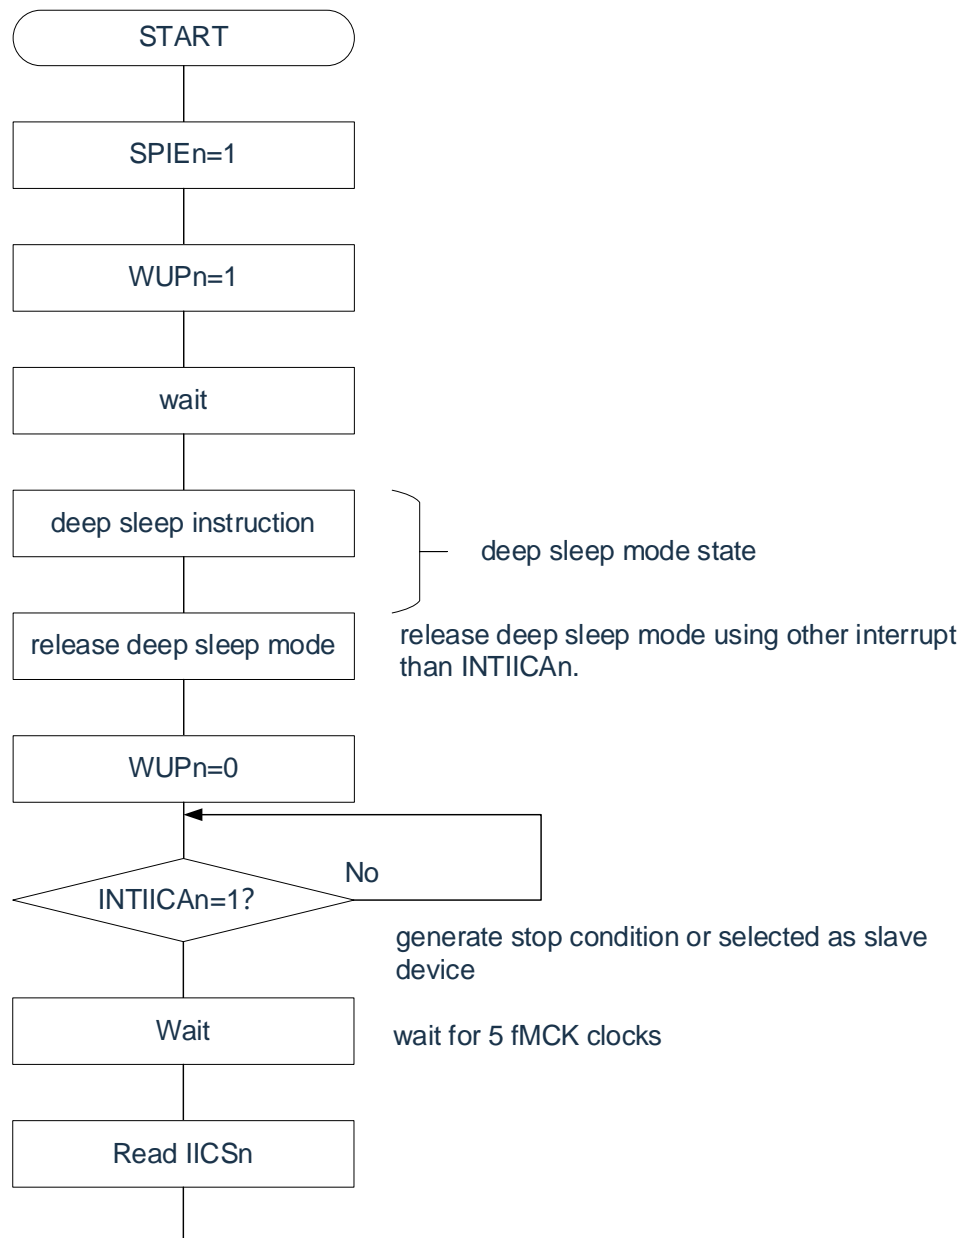 START
SPIEn=1
WUPn=1
wait
deep sleep instruction
deep sleep mode state
release deep sleep mode
release deep sleep mode using other interrupt
than INTIICAn.
WUPn=0
No
INTIICAn=1?
generate stop condition or selected as slave
device
Wait
wait for 5 fMCK clocks
Read IICSn